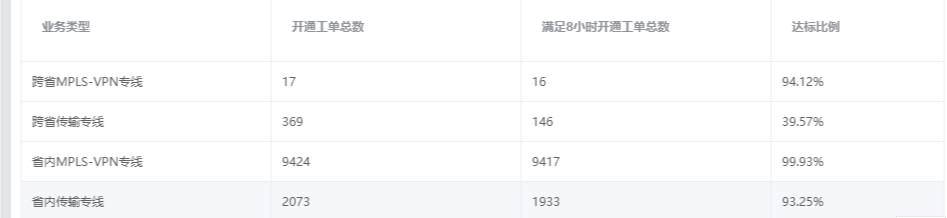 业务类型 开通工单总数 满足8小时开通工单总数 达标比例
跨省MPLS-VPN专线 17 16 94.12%
跨省传输专线 369 146 39.57%
省内MPLS-VPN专线 9424 9417 99.93%
省内传输专线 2073 1933 93.25%